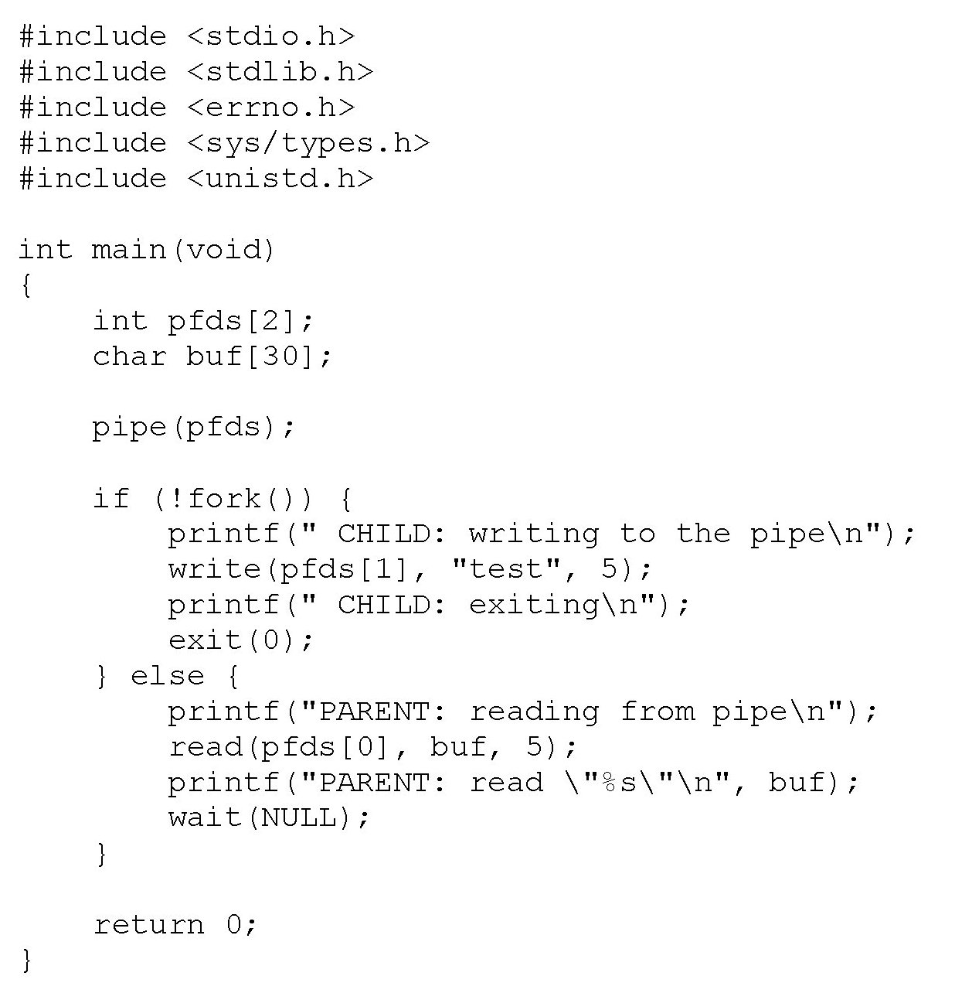 #include <stdio.h>
#include <stdlib.h>
#include <errno.h>
#include <sys/types.h>
#include <unistd.h>

int main(void)
{
    int pfds[2];
    char buf[30];

    pipe(pfds);

    if (!fork()) {
        printf(" CHILD: writing to the pipe\n");
        write(pfds[1], "test", 5);
        printf(" CHILD: exiting\n");
        exit(0);
    } else {
        printf("PARENT: reading from pipe\n");
        read(pfds[0], buf, 5);
        printf("PARENT: read \"%s\"\n", buf);
        wait(NULL);
    }

    return 0;
}